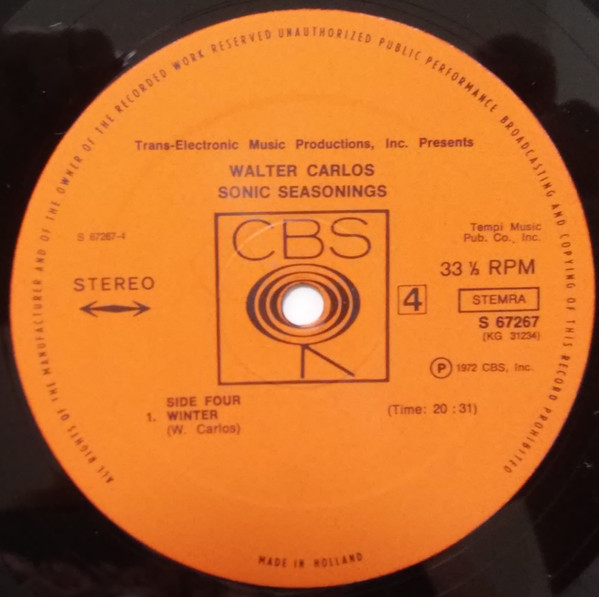 ALL RIGHTS OF THE MANUFACTURER AND OF THE OWNER OF THE RECORDED WORK RESERVED UNAUTHORIZED PUBLIC PERFORMANCE BROADCASTING AND COPYING OF THIS RECORD PROHIBITED
Trans-Electronic Music Productions, Inc. Presents
WALTER CARLOS
SONIC SEASONINGS
CBS
S 67267-4
Tempi Music
Pub. Co., Inc.
STEREO
33 ⅓ RPM
4
STEMRA
S 67267
(KG 31234)
Ⓟ 1972 CBS, Inc.
SIDE FOUR
1. WINTER
(Time: 20 : 31)
(W. Carlos)
MADE IN HOLLAND